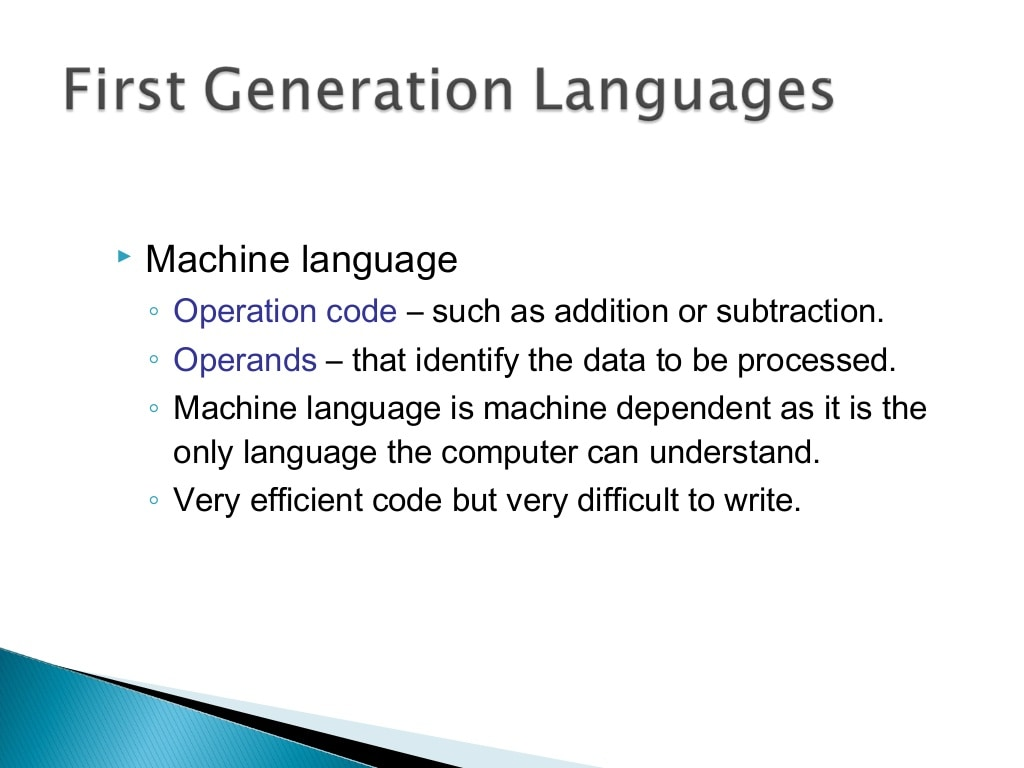 First Generation Languages
Machine language
Operation code – such as addition or subtraction.
Operands – that identify the data to be processed.
Machine language is machine dependent as it is the
only language the computer can understand.
Very efficient code but very difficult to write.